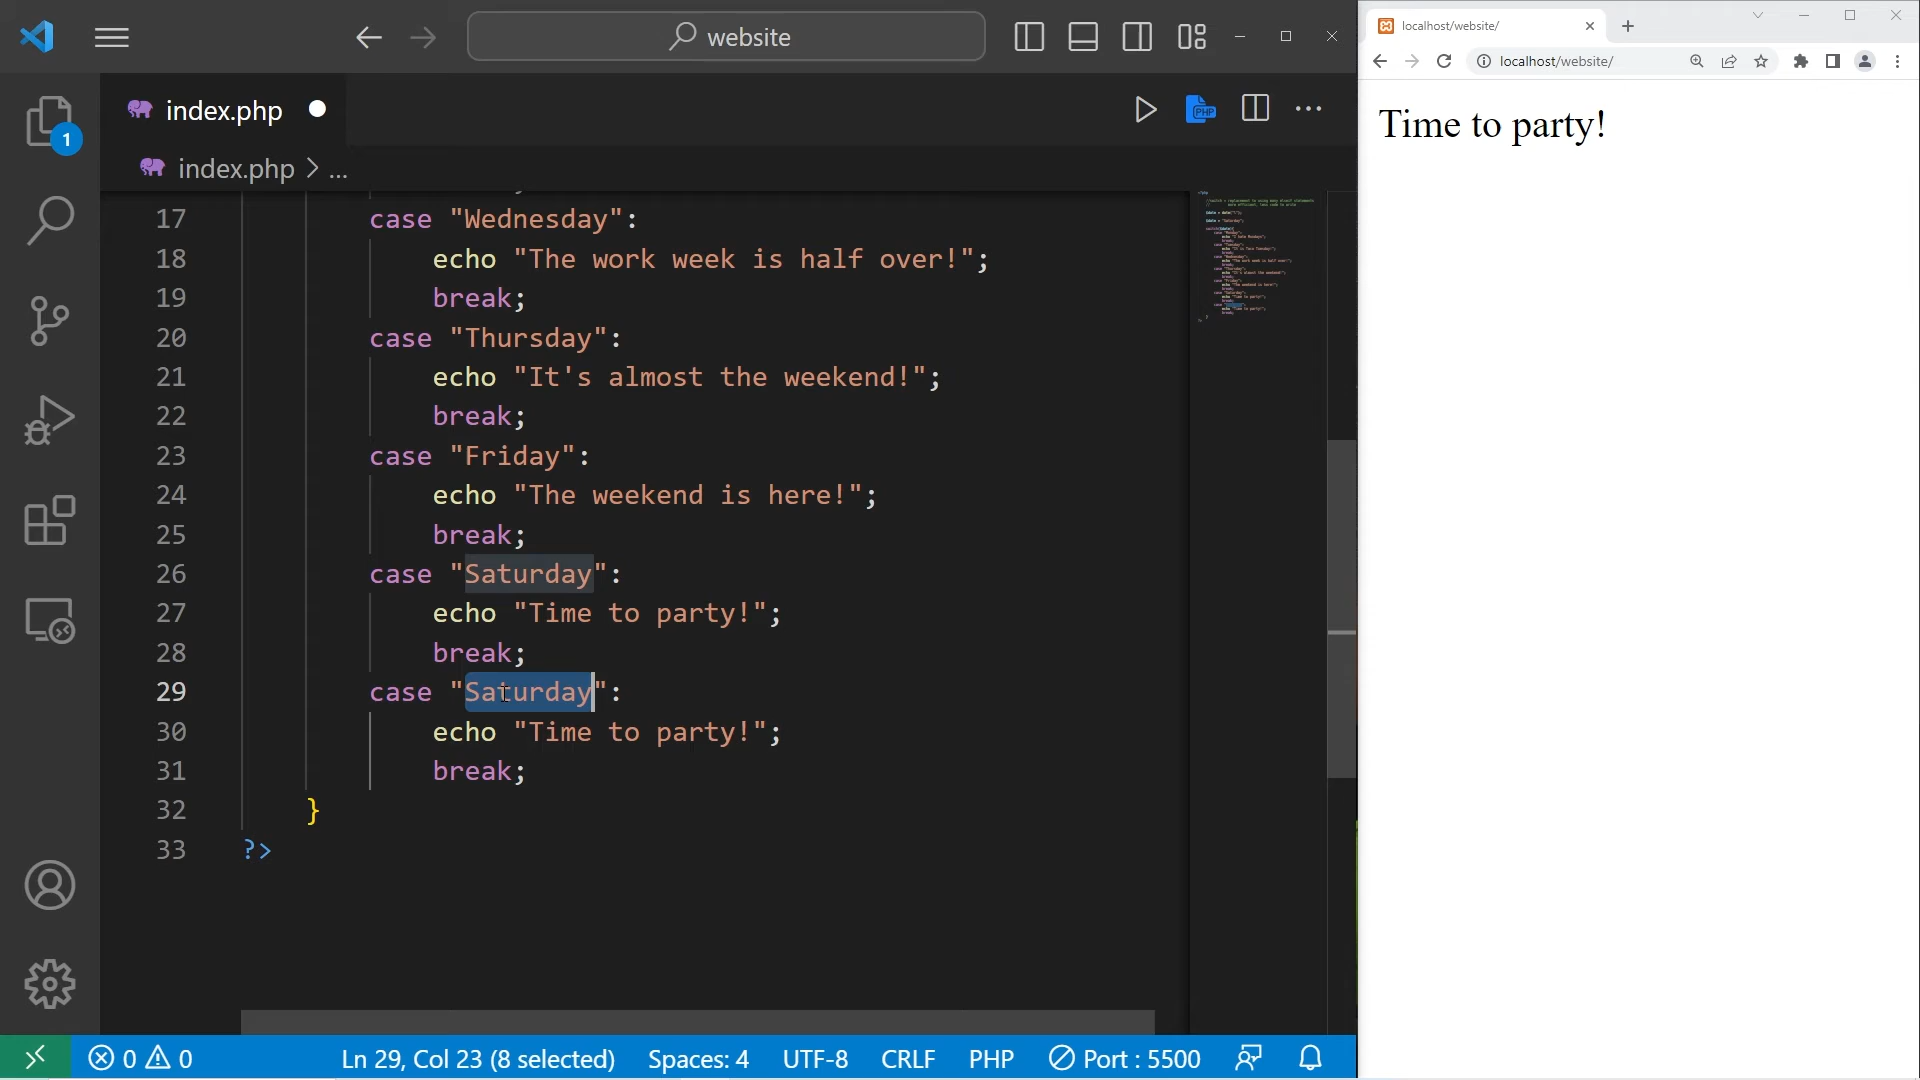 website
localhost/website/
index.php
localhost/website/
1
index.php > ...
Time to party!
17 case "Wednesday":
18 echo "The work week is half over!";
19 break;
20 case "Thursday":
21 echo "It's almost the weekend!";
22 break;
23 case "Friday":
24 echo "The weekend is here!";
25 break;
26 case "Saturday":
27 echo "Time to party!";
28 break;
29 case "Saturday":
30 echo "Time to party!";
31 break;
32 }
33 ?>
0 0 Ln 29, Col 23 (8 selected) Spaces: 4 UTF-8 CRLF PHP Port : 5500